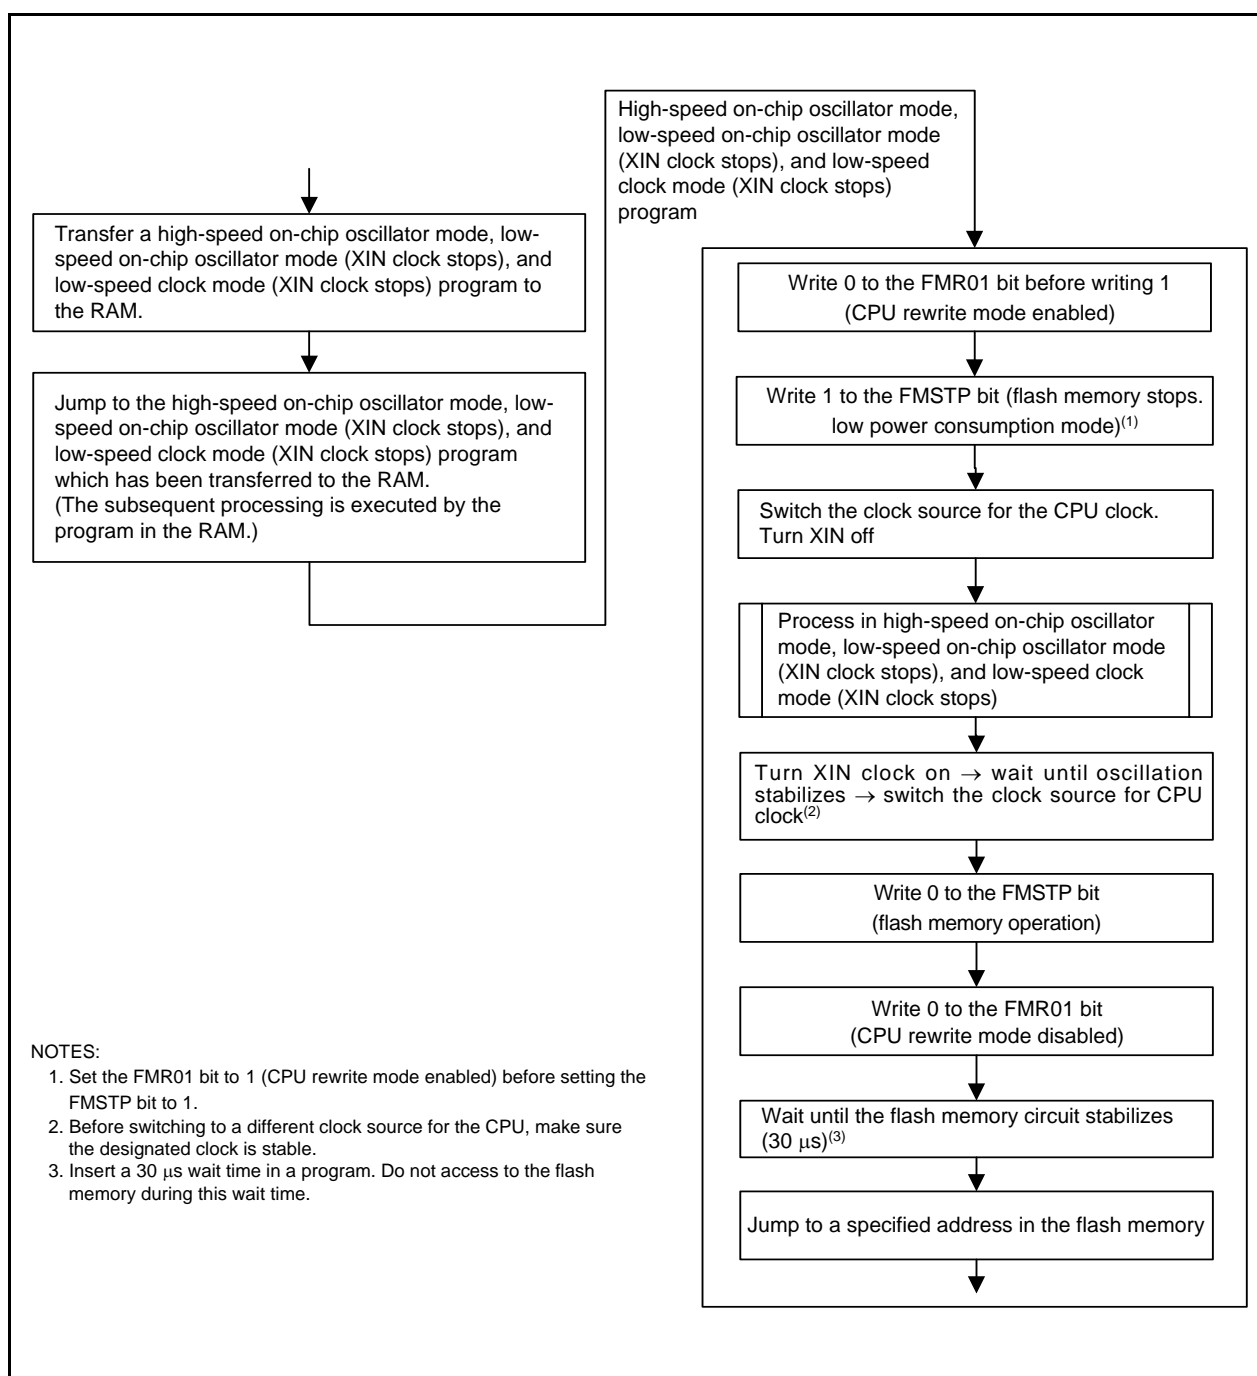 Transfer a high-speed on-chip oscillator mode, low-
speed on-chip oscillator mode (XIN clock stops), and
low-speed clock mode (XIN clock stops) program to
the RAM.
Jump to the high-speed on-chip oscillator mode, low-
speed on-chip oscillator mode (XIN clock stops), and
low-speed clock mode (XIN clock stops) program
which has been transferred to the RAM.
(The subsequent processing is executed by the
program in the RAM.)
High-speed on-chip oscillator mode,
low-speed on-chip oscillator mode
(XIN clock stops), and low-speed
clock mode (XIN clock stops)
program
Write 0 to the FMR01 bit before writing 1
(CPU rewrite mode enabled)
Write 1 to the FMSTP bit (flash memory stops.
low power consumption mode)(1)
Switch the clock source for the CPU clock.
Turn XIN off
Process in high-speed on-chip oscillator
mode, low-speed on-chip oscillator mode
(XIN clock stops), and low-speed clock
mode (XIN clock stops)
Turn XIN clock on → wait until oscillation
stabilizes → switch the clock source for CPU
clock(2)
Write 0 to the FMSTP bit
(flash memory operation)
Write 0 to the FMR01 bit
(CPU rewrite mode disabled)
Wait until the flash memory circuit stabilizes
(30 μs)(3)
Jump to a specified address in the flash memory
NOTES:
1. Set the FMR01 bit to 1 (CPU rewrite mode enabled) before setting the
FMSTP bit to 1.
2. Before switching to a different clock source for the CPU, make sure
the designated clock is stable.
3. Insert a 30 μs wait time in a program. Do not access to the flash
memory during this wait time.